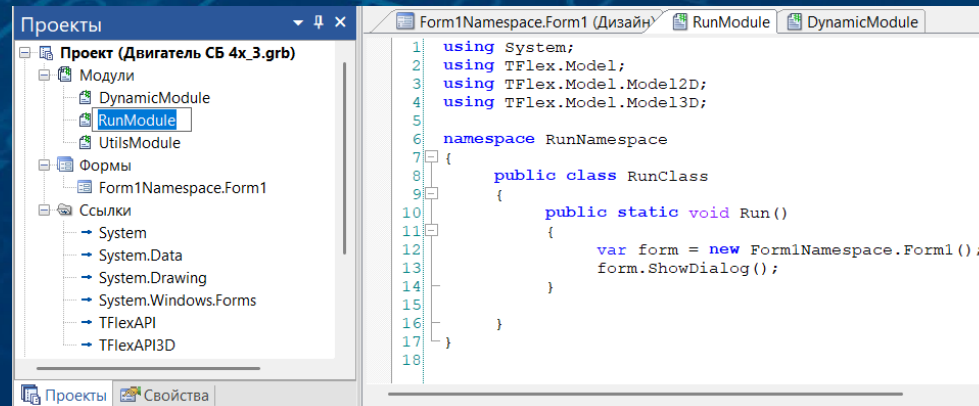 Проекты
Проект (Двигатель СБ 4x_3.grb)
Модули
DynamicModule
RunModule
UtilsModule
Формы
Form1Namespace.Form1
Ссылки
System
System.Data
System.Drawing
System.Windows.Forms
TFlexAPI
TFlexAPI3D
Проекты Свойства
Form1Namespace.Form1 (Дизайн) RunModule DynamicModule
1 using System;
2 using TFlex.Model;
3 using TFlex.Model.Model2D;
4 using TFlex.Model.Model3D;
5
6 namespace RunNamespace
7 {
8 public class RunClass
9 {
10 public static void Run()
11 {
12 var form = new Form1Namespace.Form1();
13 form.ShowDialog();
14 }
15
16 }
17 }
18